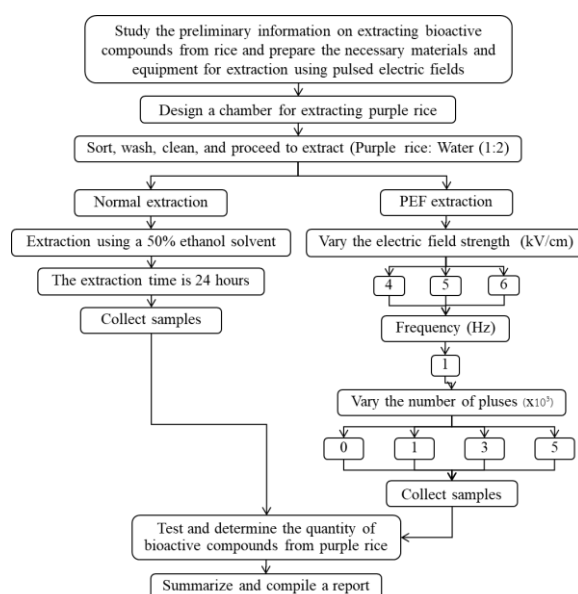 Study the preliminary information on extracting bioactive
compounds from rice and prepare the necessary materials and
equipment for extraction using pulsed electric fields
Design a chamber for extracting purple rice
Sort, wash, clean, and proceed to extract (Purple rice: Water (1:2)
Normal extraction
Extraction using a 50% ethanol solvent
The extraction time is 24 hours
Collect samples
PEF extraction
Vary the electric field strength (kV/cm)
4 5 6
Frequency (Hz)
1
Vary the number of pluses (x10³)
0 1 3 5
Collect samples
Test and determine the quantity of
bioactive compounds from purple rice
Summarize and compile a report